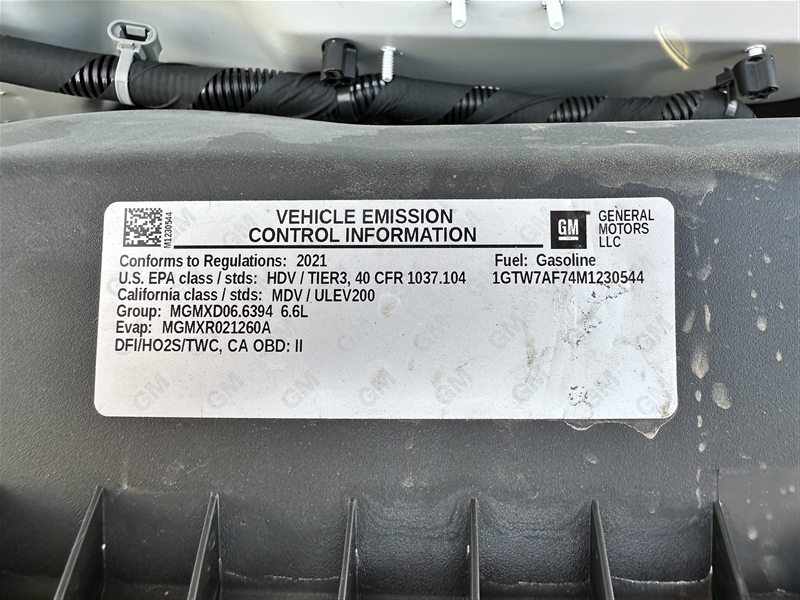 M1230544
VEHICLE EMISSION
CONTROL INFORMATION
GM
GENERAL
MOTORS
LLC
Conforms to Regulations: 2021
Fuel: Gasoline
U.S. EPA class / stds: HDV / TIER3, 40 CFR 1037.104
1GTW7AF74M1230544
California class / stds: MDV / ULEV200
Group: MGMXD06.6394 6.6L
Evap: MGMXR021260A
DFI/HO2S/TWC, CA OBD: II